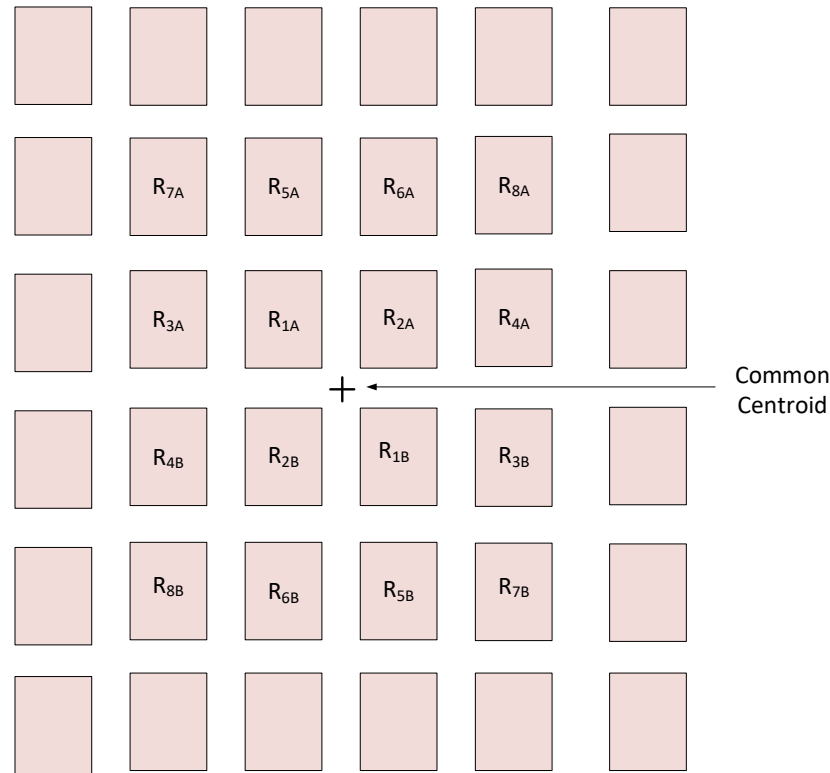 R7A R5A R6A R8A
R3A R1A R2A R4A
Common
Centroid
R4B R2B R1B R3B
R8B R6B R5B R7B